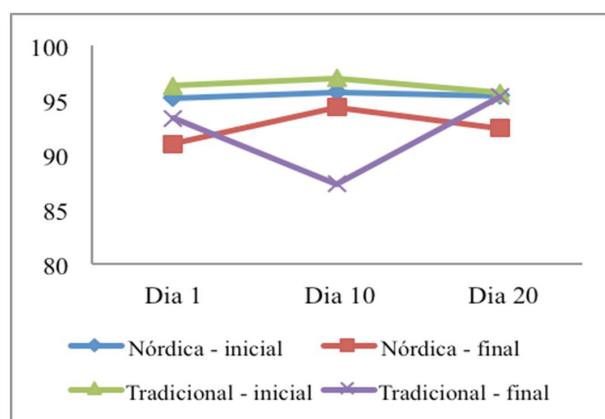 100
95
90
85
80
Dia 1 Dia 10 Dia 20
Nórdica - inicial Nórdica - final
Tradicional - inicial Tradicional - final